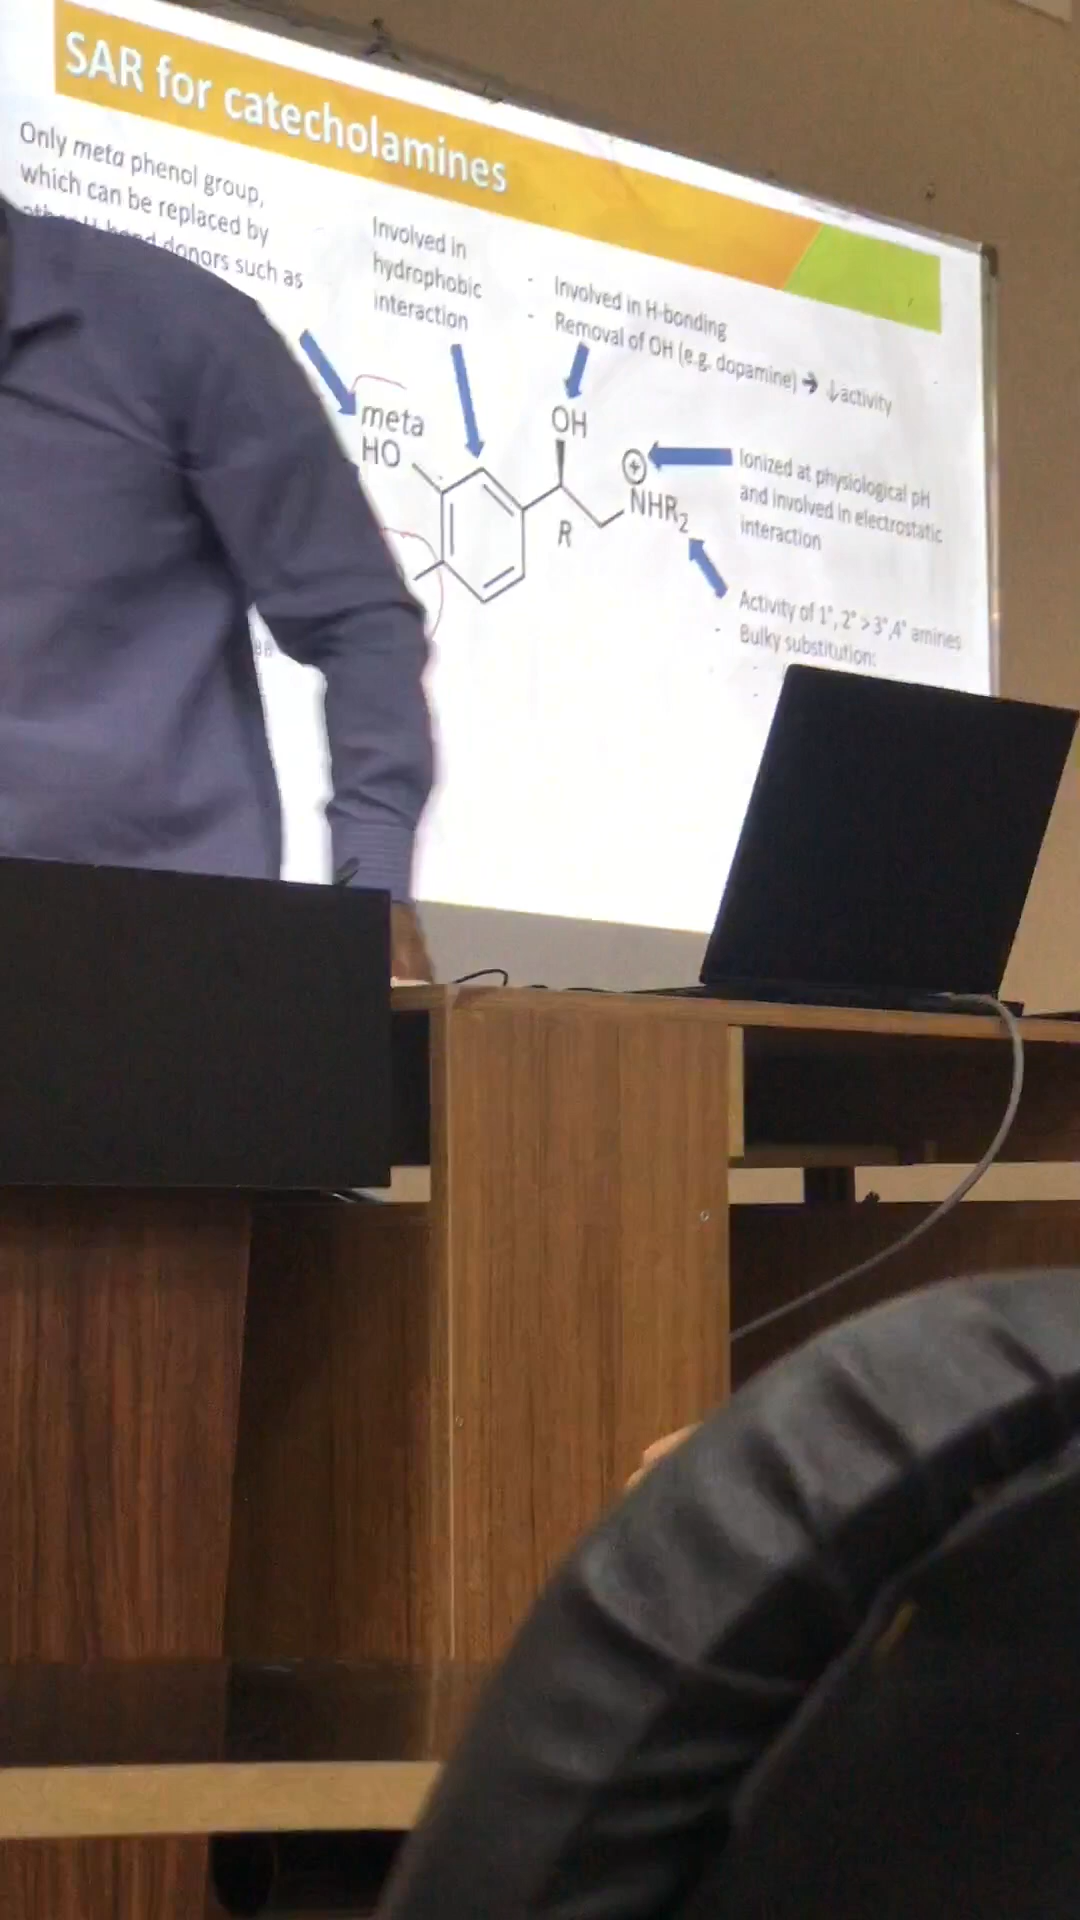 SAR for catecholamines
Only meta phenol group,
which can be replaced by
other H-bond donors such as
Involved in
hydrophobic
interaction
- Involved in H-bonding
- Removal of OH (e.g. dopamine) → ↓activity
meta
HO
OH
R
+
NHR2
Ionized at physiological pH
and involved in electrostatic
interaction
Activity of 1°, 2° > 3°,4° amines
- Bulky substitution: